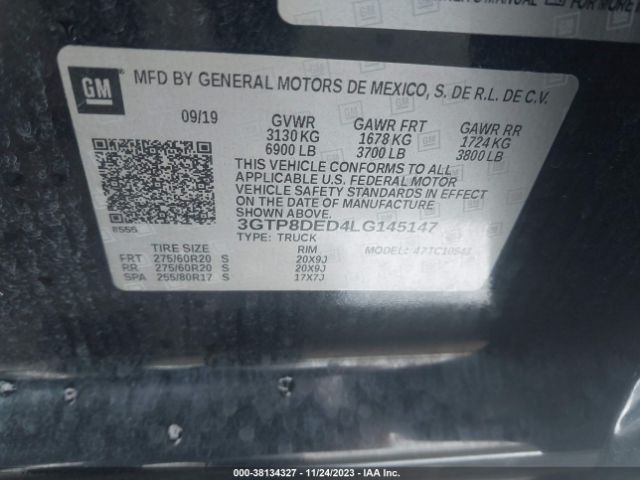 GM
MFD BY GENERAL MOTORS DE MEXICO, S. DE R.L. DE C.V.
09/19 GVWR GAWR FRT GAWR RR
3130 KG 1678 KG 1724 KG
6900 LB 3700 LB 3800 LB
THIS VEHICLE CONFORMS TO ALL
APPLICABLE U.S. FEDERAL MOTOR
VEHICLE SAFETY STANDARDS IN EFFECT
ON THE DATE OF MANUFACTURE
SHOWN ABOVE.
3GTP8DED4LG145147
TYPE: TRUCK MODEL:
TIRE SIZE RIM
FRT 275/60R20 S 20X9J
RR 275/60R20 S 20X9J
SPA 255/80R17 S 17X7J
000-38134327 - 11/24/2023 - IAA Inc.